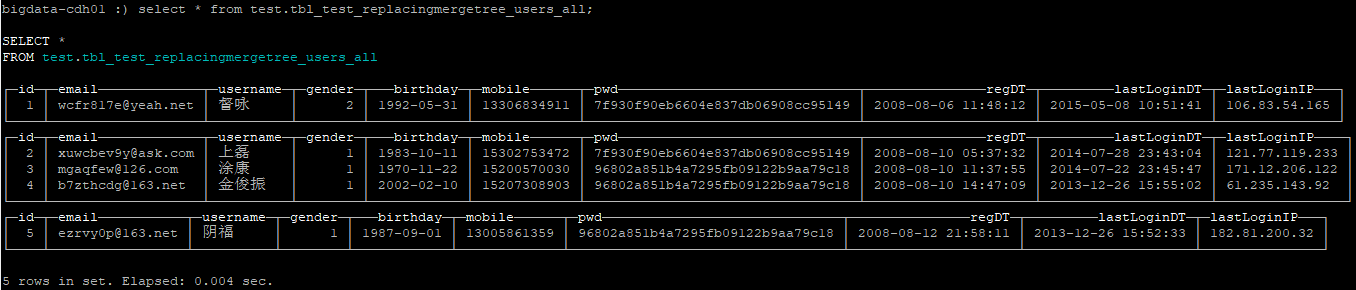 bigdata-cdh01 :) select * from test.tbl_test_replacingmergetree_users_all;
SELECT *
FROM test.tbl_test_replacingmergetree_users_all
id email username gender birthday mobile pwd regDT lastLoginDT lastLoginIP
1 wcfr817e@yeah.net 督咏 2 1992-05-31 13306834911 7f930f90eb6604e837db06908cc95149 2008-08-06 11:48:12 2015-05-08 10:51:41 106.83.54.165
id email username gender birthday mobile pwd regDT lastLoginDT lastLoginIP
2 xuwcbev9y@ask.com 上磊 1 1983-10-11 15302753472 7f930f90eb6604e837db06908cc95149 2008-08-10 05:37:32 2014-07-28 23:43:04 121.77.119.233
3 mgaqfew@126.com 涂康 1 1970-11-22 15200570030 96802a851b4a7295fb09122b9aa79c18 2008-08-10 11:37:55 2014-07-22 23:45:47 171.12.206.122
4 b7zthcdg@163.net 金俊振 1 2002-02-10 15207308903 96802a851b4a7295fb09122b9aa79c18 2008-08-10 14:47:09 2013-12-26 15:55:02 61.235.143.92
id email username gender birthday mobile pwd regDT lastLoginDT lastLoginIP
5 ezrvy0p@163.net 阴福 1 1987-09-01 13005861359 96802a851b4a7295fb09122b9aa79c18 2008-08-12 21:58:11 2013-12-26 15:52:33 182.81.200.32
5 rows in set. Elapsed: 0.004 sec.